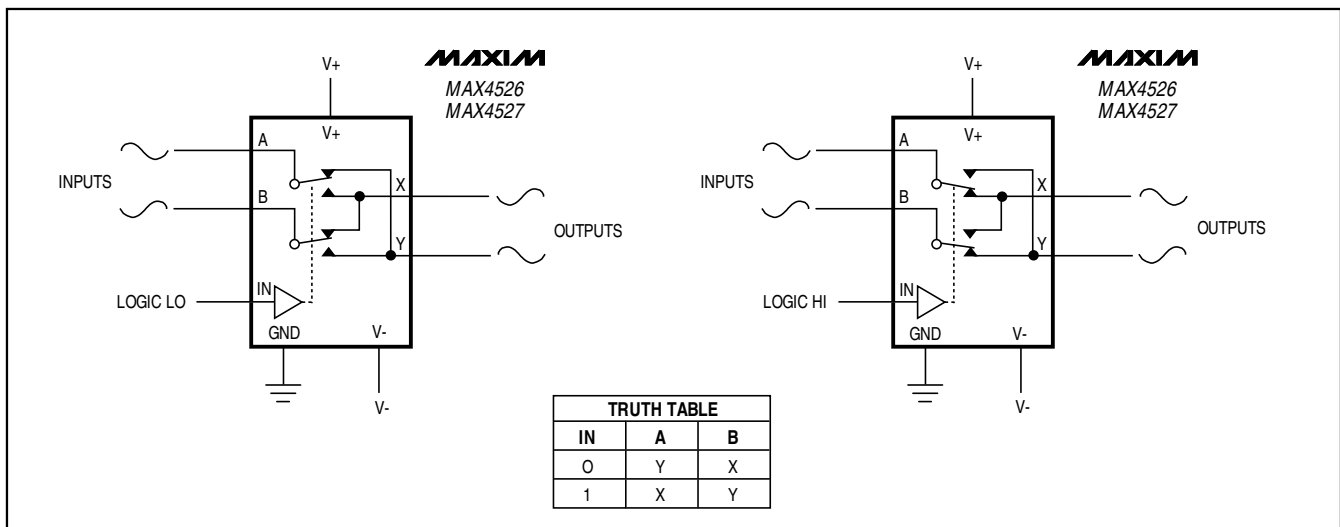 MAXIM
MAX4526
MAX4527
V+
V+
A
INPUTS
B
X
Y
OUTPUTS
LOGIC LO
IN
GND
V-
V-
MAXIM
MAX4526
MAX4527
V+
V+
A
INPUTS
B
X
Y
OUTPUTS
LOGIC HI
IN
GND
V-
V-
TRUTH TABLE
IN A B
O Y X
1 X Y